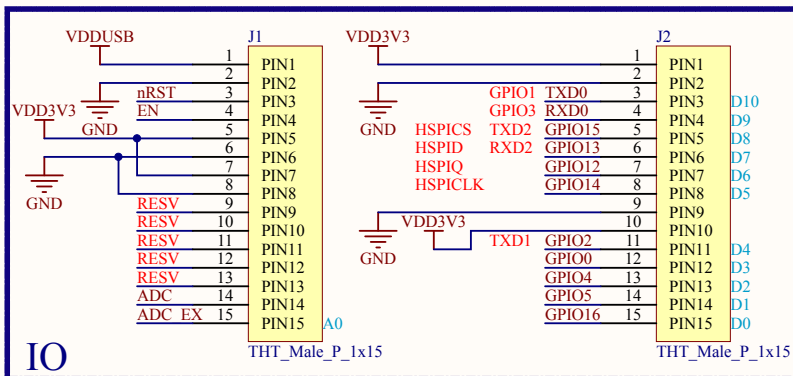 J1
VDDUSB
1 PIN1
2 PIN2
GND
nRST 3 PIN3
EN 4 PIN4
VDD3V3
5 PIN5
6 PIN6
GND
7 PIN7
8 PIN8
RESV 9 PIN9
RESV 10 PIN10
RESV 11 PIN11
RESV 12 PIN12
RESV 13 PIN13
ADC 14 PIN14
ADC_EX 15 PIN15 A0
THT_Male_P_1x15
J2
VDD3V3
1 PIN1
2 PIN2
GND
GPIO1 TXD0 3 PIN3 D10
GPIO3 RXD0 4 PIN4 D9
HSPICS TXD2 GPIO15 5 PIN5 D8
HSPID RXD2 GPIO13 6 PIN6 D7
HSPIQ GPIO12 7 PIN7 D6
HSPICLK GPIO14 8 PIN8 D5
9 PIN9
GND
VDD3V3 10 PIN10
TXD1 GPIO2 11 PIN11 D4
GPIO0 12 PIN12 D3
GPIO4 13 PIN13 D2
GPIO5 14 PIN14 D1
GPIO16 15 PIN15 D0
THT_Male_P_1x15
IO